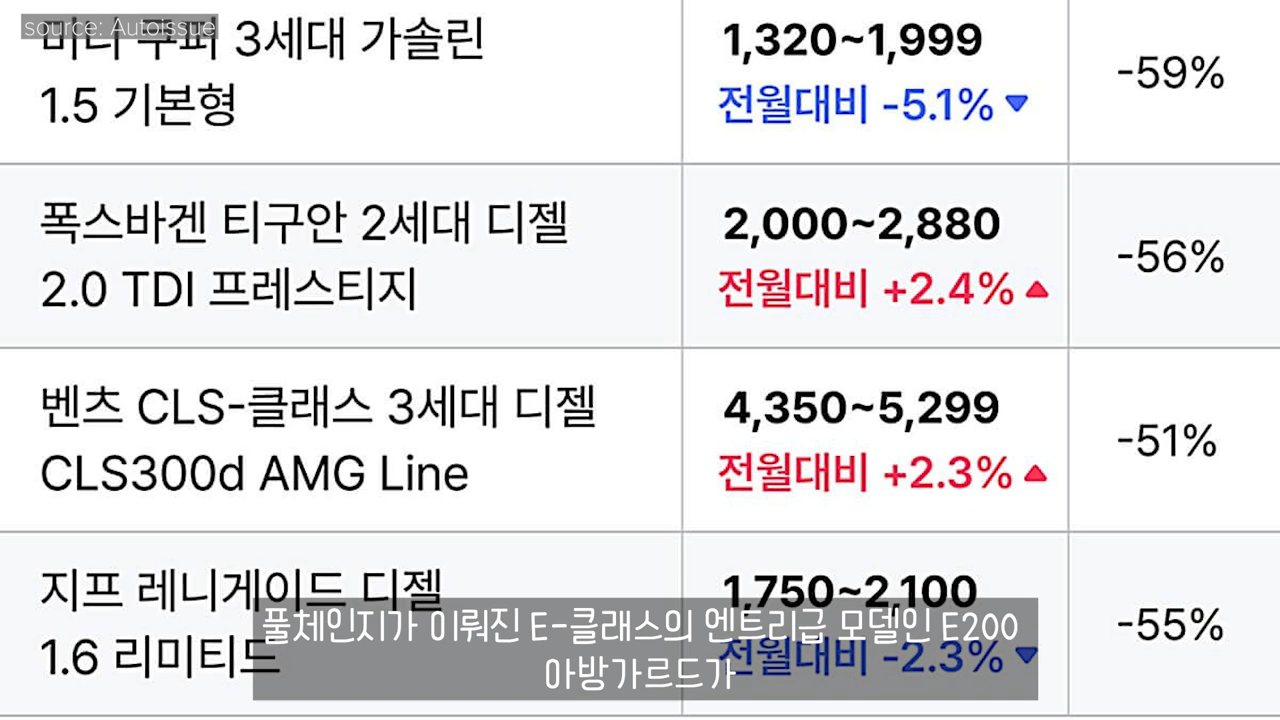 source: Autoissue
미니 쿠퍼 3세대 가솔린
1.5 기본형
1,320~1,999
전월대비 -5.1%▼
-59%
폭스바겐 티구안 2세대 디젤
2.0 TDI 프레스티지
2,000~2,880
전월대비 +2.4%▲
-56%
벤츠 CLS-클래스 3세대 디젤
CLS300d AMG Line
4,350~5,299
전월대비 +2.3%▲
-51%
지프 레니게이드 디젤
1.6 리미티드
1,750~2,100
전월대비 -2.3%▼
-55%
풀체인지가 이뤄진 E-클래스의 엔트리급 모델인 E200
아방가르드가